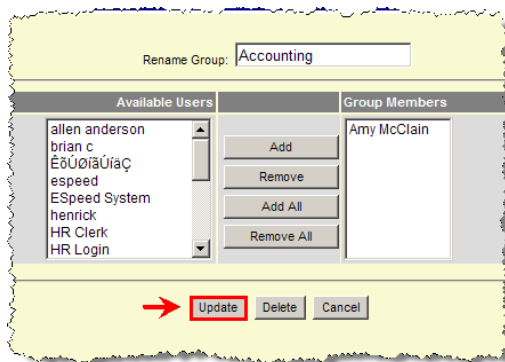 Rename Group: Accounting
Available Users Group Members
allen anderson
brian c
ÊõÚØíãÚíäÇ
espeed
ESpeed System
henrick
HR Clerk
HR Login
Add
Remove
Add All
Remove All
Amy McClain
Update Delete Cancel